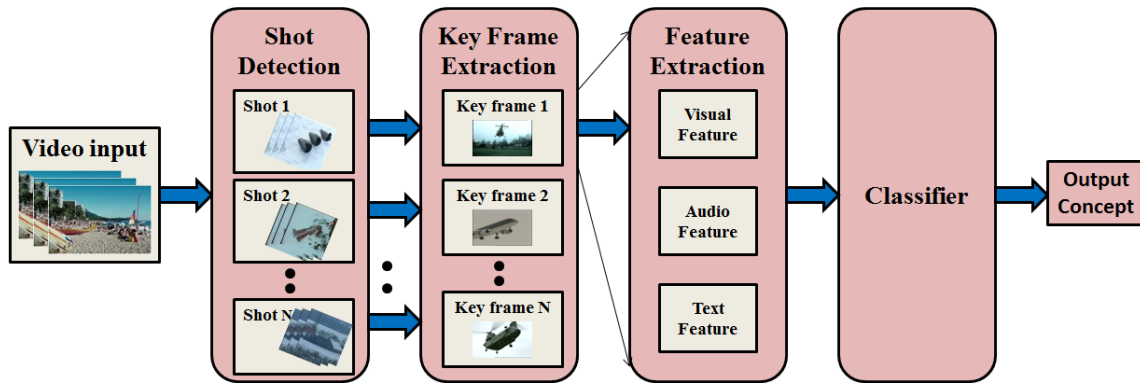 Video input
Shot
Detection
Shot 1
Shot 2
Shot N
Key Frame
Extraction
Key frame 1
Key frame 2
Key frame N
Feature
Extraction
Visual
Feature
Audio
Feature
Text
Feature
Classifier
Output
Concept